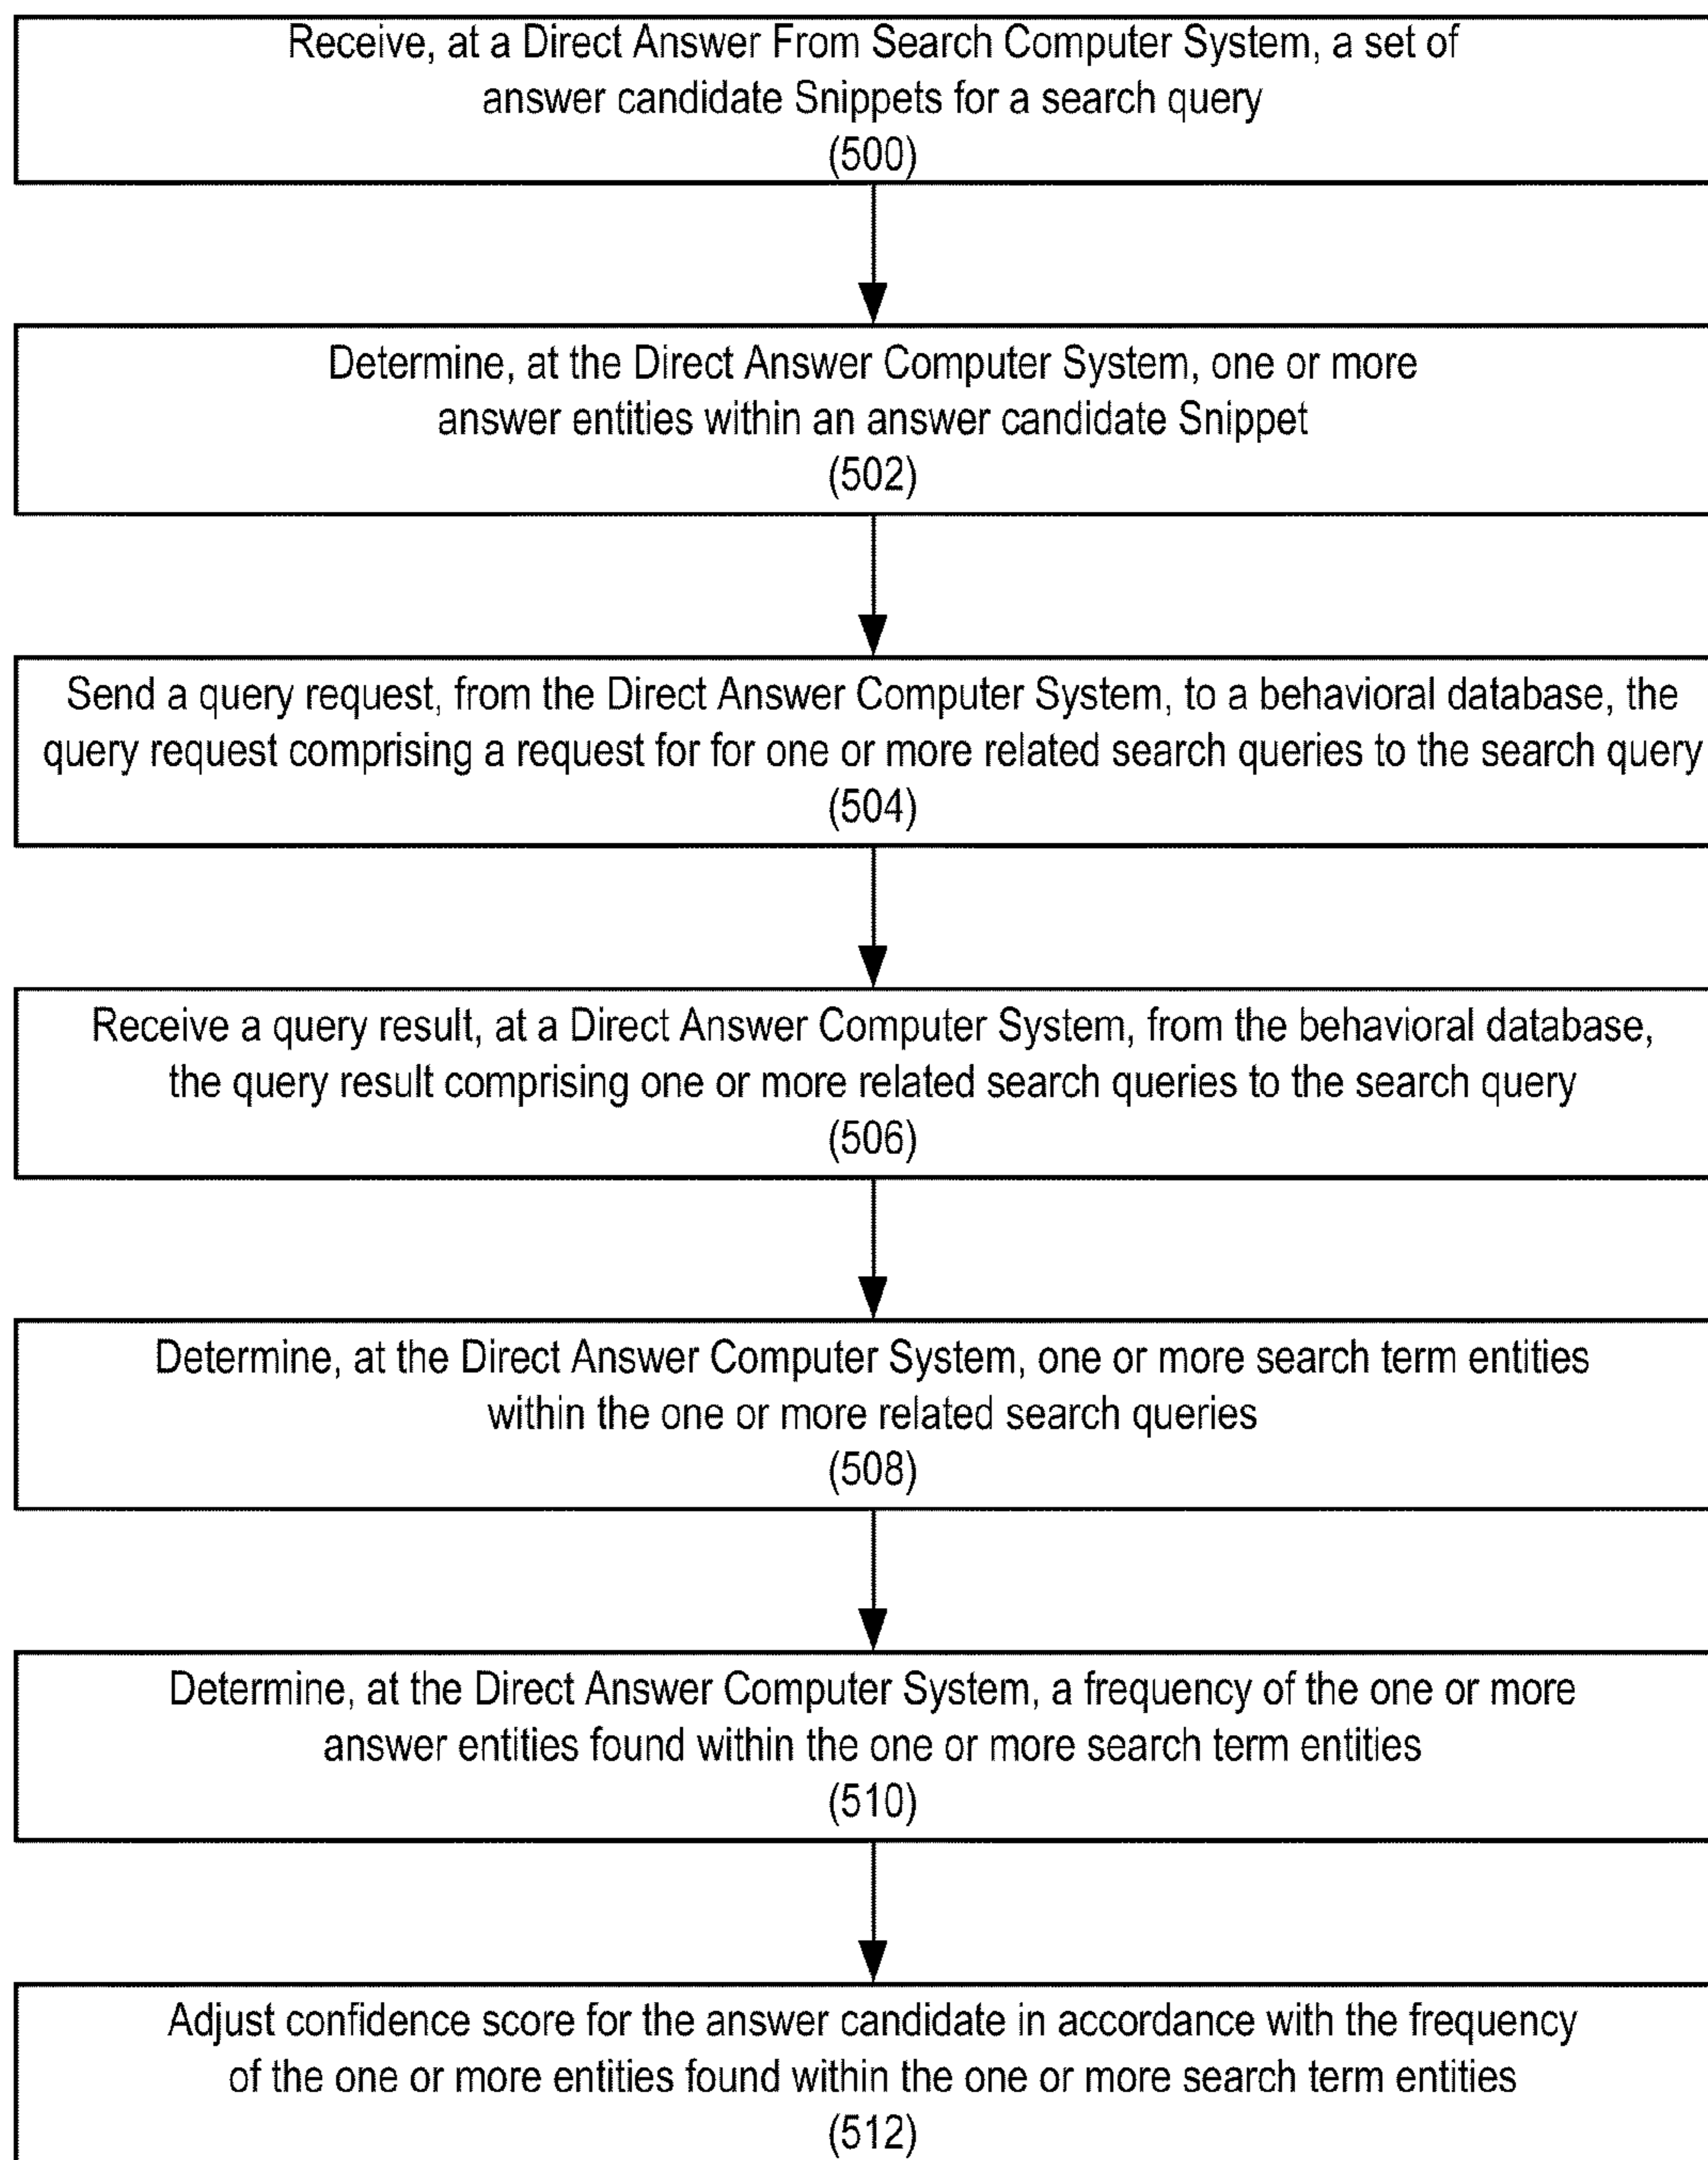 Receive, at a Direct Answer From Search Computer System, a set of
answer candidate Snippets for a search query
(500)
Determine, at the Direct Answer Computer System, one or more
answer entities within an answer candidate Snippet
(502)
Send a query request, from the Direct Answer Computer System, to a behavioral database, the
query request comprising a request for for one or more related search queries to the search query
(504)
Receive a query result, at a Direct Answer Computer System, from the behavioral database,
the query result comprising one or more related search queries to the search query
(506)
Determine, at the Direct Answer Computer System, one or more search term entities
within the one or more related search queries
(508)
Determine, at the Direct Answer Computer System, a frequency of the one or more
answer entities found within the one or more search term entities
(510)
Adjust confidence score for the answer candidate in accordance with the frequency
of the one or more entities found within the one or more search term entities
(512)